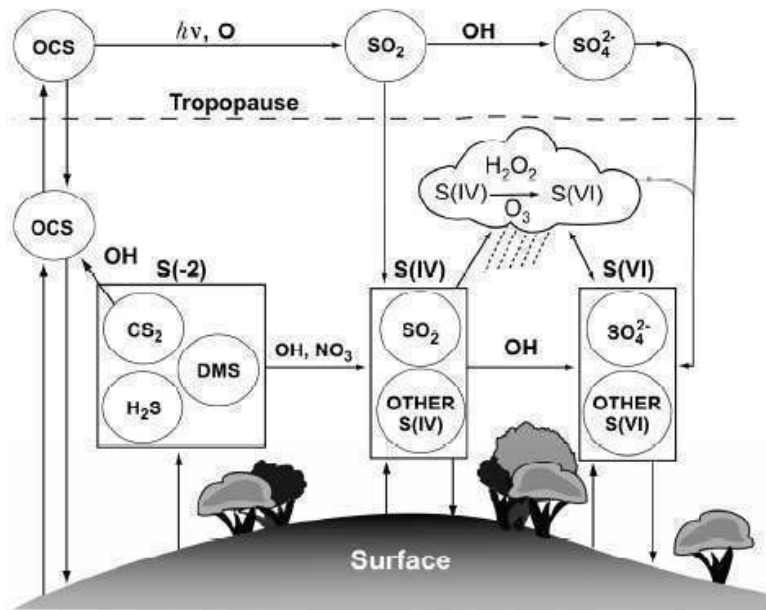 OCS
hν, O
SO₂
OH
SO₄²⁻
Tropopause
H₂O₂
S(IV)
S(VI)
O₃
OCS
OH
S(-2)
S(IV)
S(VI)
CS₂
DMS
H₂S
OH, NO₃
SO₂
OTHER
S(IV)
OH
SO₄²⁻
OTHER
S(VI)
Surface